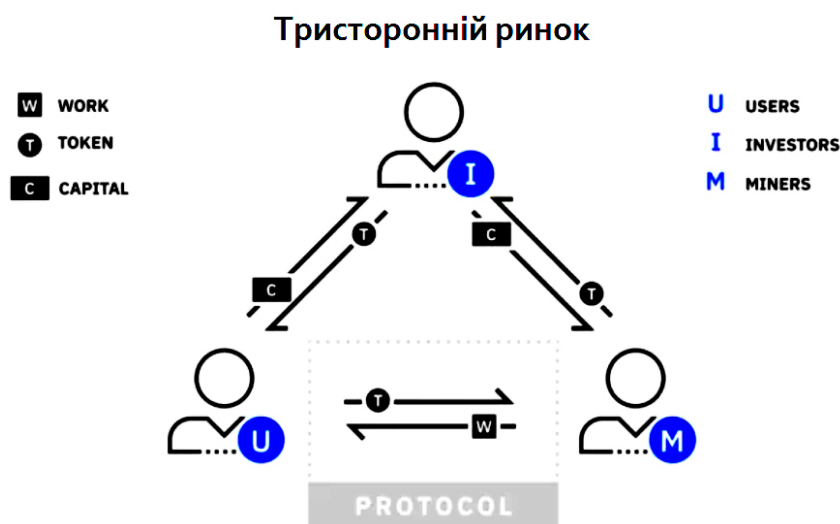 Тристоронній ринок
W WORK
T TOKEN
C CAPITAL
U USERS
I INVESTORS
M MINERS
I
T
C
C
T
T
W
U
M
PROTOCOL